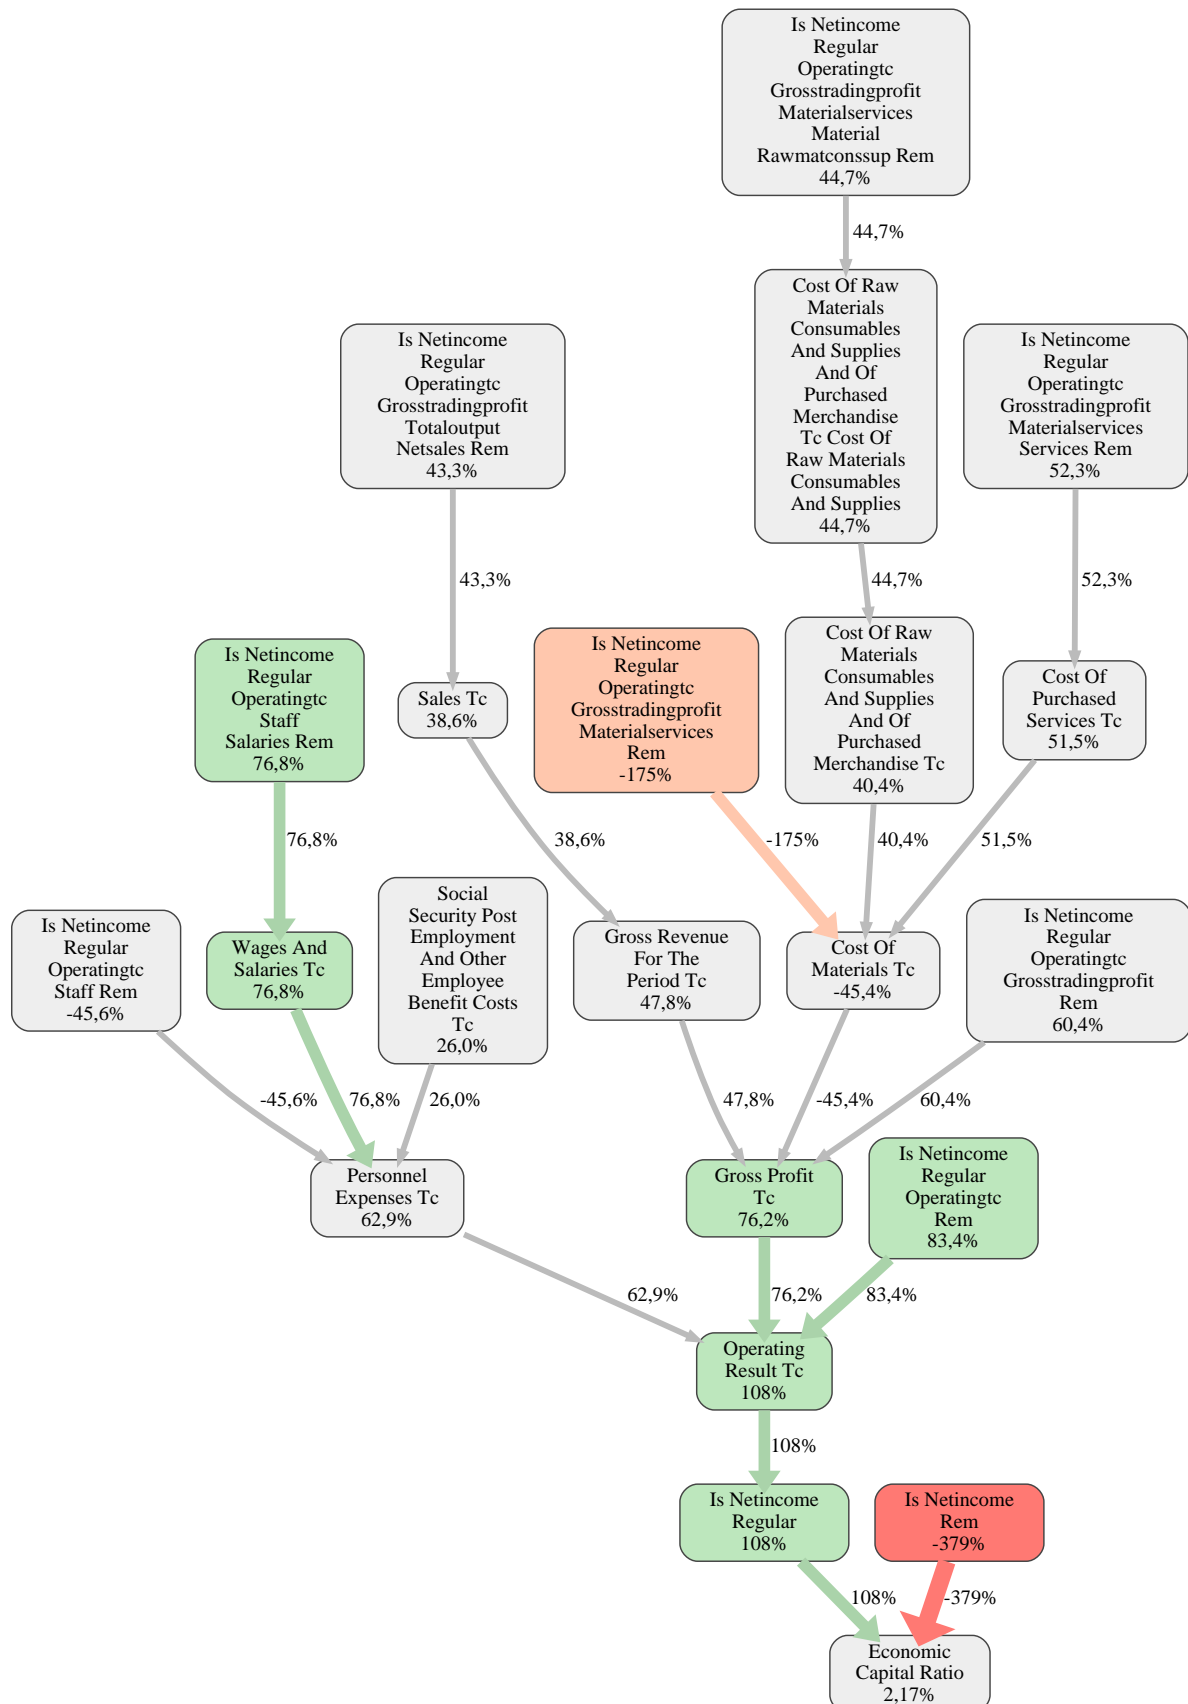 Is Netincome
Regular
Operatingtc
Grosstradingprofit
Materialservices
Material
Rawmatconssup Rem
44,7%
44,7%
Cost Of Raw
Materials
Consumables
And Supplies
And Of
Purchased
Merchandise
Tc Cost Of
Raw Materials
Consumables
And Supplies
44,7%
Is Netincome
Regular
Operatingtc
Grosstradingprofit
Totaloutput
Netsales Rem
43,3%
Is Netincome
Regular
Operatingtc
Grosstradingprofit
Materialservices
Services Rem
52,3%
43,3%
44,7%
52,3%
Is Netincome
Regular
Operatingtc
Staff
Salaries Rem
76,8%
Sales Tc
38,6%
Is Netincome
Regular
Operatingtc
Grosstradingprofit
Materialservices
Rem
-175%
Cost Of Raw
Materials
Consumables
And Supplies
And Of
Purchased
Merchandise Tc
40,4%
Cost Of
Purchased
Services Tc
51,5%
76,8%
38,6%
-175%
40,4%
51,5%
Is Netincome
Regular
Operatingtc
Staff Rem
-45,6%
Wages And
Salaries Tc
76,8%
Social
Security Post
Employment
And Other
Employee
Benefit Costs
Tc
26,0%
Gross Revenue
For The
Period Tc
47,8%
Cost Of
Materials Tc
-45,4%
Is Netincome
Regular
Operatingtc
Grosstradingprofit
Rem
60,4%
-45,6%
76,8%
26,0%
47,8%
-45,4%
60,4%
Personnel
Expenses Tc
62,9%
Gross Profit
Tc
76,2%
Is Netincome
Regular
Operatingtc
Rem
83,4%
62,9%
76,2%
83,4%
Operating
Result Tc
108%
108%
Is Netincome
Regular
108%
Is Netincome
Rem
-379%
108%
-379%
Economic
Capital Ratio
2,17%